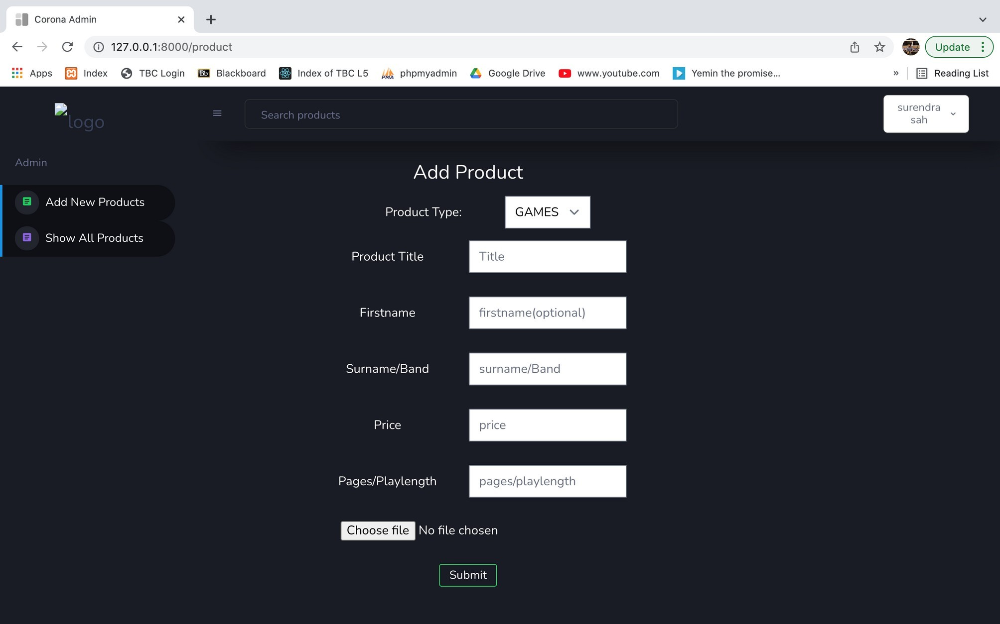 Corona Admin
127.0.0.1:8000/product
Update
Apps
Index
TBC Login
Bb
Blackboard
Index of TBC L5
PMA
phpmyadmin
Google Drive
www.youtube.com
Yemin the promise...
»
Reading List
logo
Search products
surendra
sah
Admin
Add New Products
Show All Products
Add Product
Product Type:
GAMES
Product Title
Title
Firstname
firstname(optional)
Surname/Band
surname/Band
Price
price
Pages/Playlength
pages/playlength
Choose file No file chosen
Submit